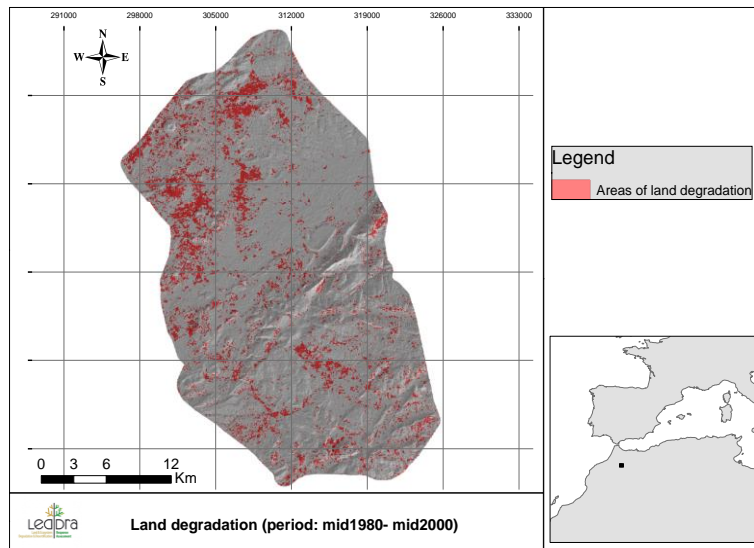 291000 298000 305000 312000 319000 326000 333000
N
W E
S
Legend
Areas of land degradation
0 3 6 12
Km
Land degradation (period: mid1980- mid2000)